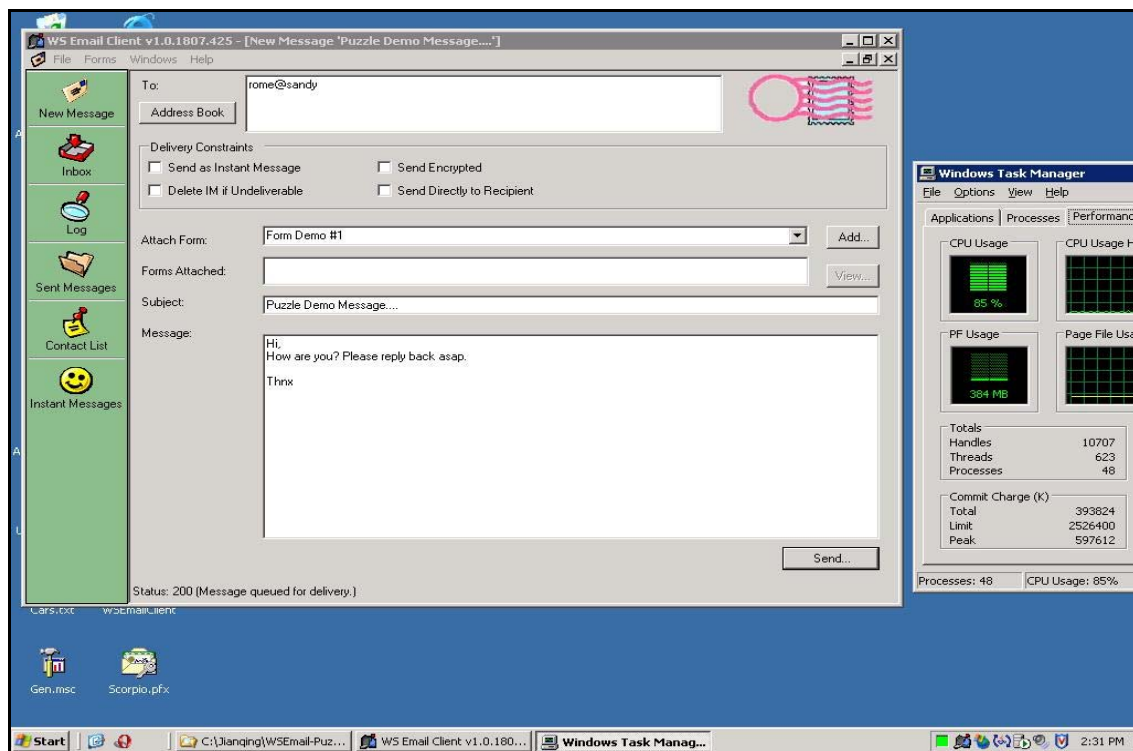 WS Email Client v1.0.1807.425 - [New Message 'Puzzle Demo Message....']
File Forms Windows Help
New Message
Inbox
Log
Sent Messages
Contact List
Instant Messages
To:
rome@sandy
Address Book
Delivery Constraints
Send as Instant Message
Send Encrypted
Delete IM if Undeliverable
Send Directly to Recipient
Attach Form:
Form Demo #1
Add...
Forms Attached:
View...
Subject:
Puzzle Demo Message....
Message:
Hi,
How are you? Please reply back asap.
Thnx
Send...
Status: 200 (Message queued for delivery.)
Windows Task Manager
File Options View Help
Applications Processes Performanc
CPU Usage
CPU Usage H
85 %
PF Usage
Page File Usa
384 MB
Totals
Handles 10707
Threads 623
Processes 48
Commit Charge (K)
Total 393824
Limit 2526400
Peak 597612
Processes: 48 CPU Usage: 85%
Cars.txt WSEmailClient
Gen.msc Scorpio.pfx
Start C:\Jianqing\WSEmail-Puz... WS Email Client v1.0.180... Windows Task Manag... 2:31 PM